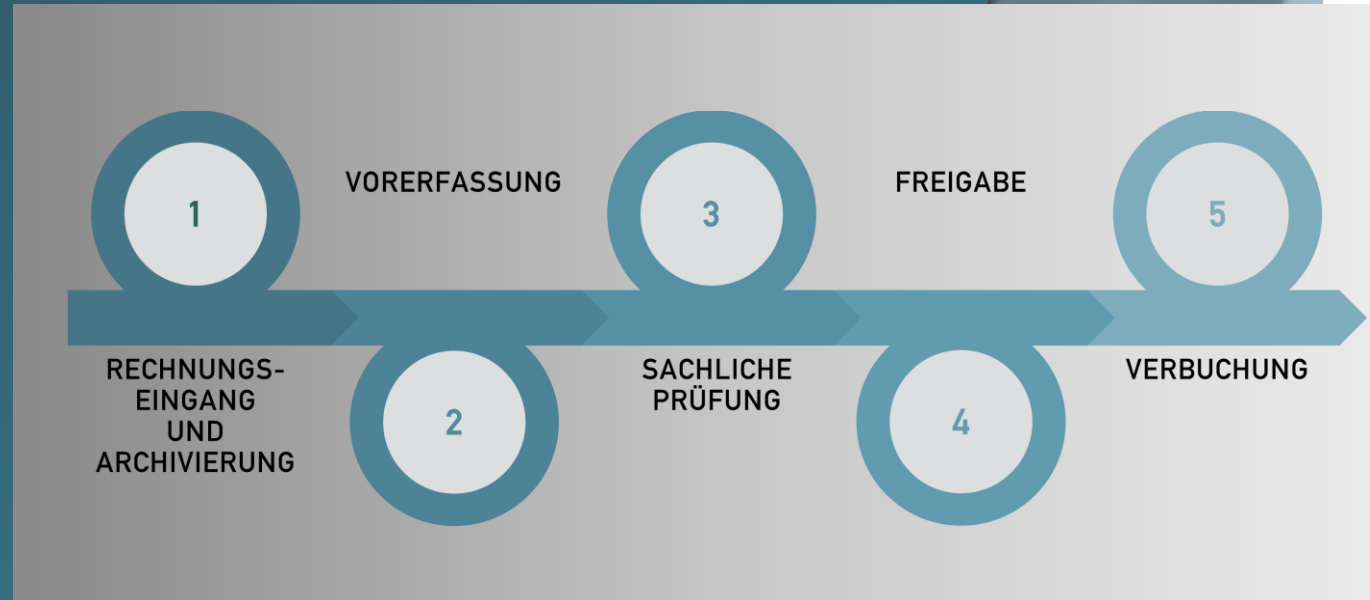 1
RECHNUNGS-
EINGANG
UND
ARCHIVIERUNG
VORERFASSUNG
2
3
SACHLICHE
PRÜFUNG
FREIGABE
4
5
VERBUCHUNG